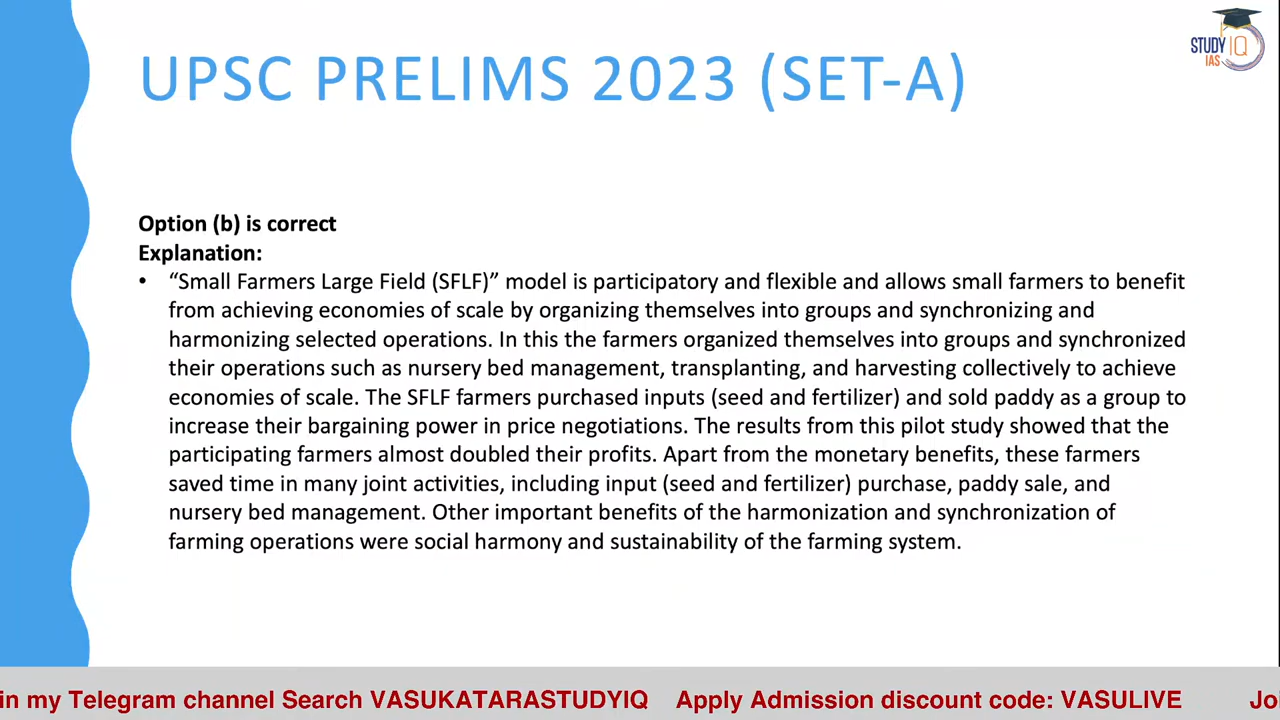 STUDY IQ
IAS
UPSC PRELIMS 2023 (SET-A)
Option (b) is correct
Explanation:
• “Small Farmers Large Field (SFLF)” model is participatory and flexible and allows small farmers to benefit
from achieving economies of scale by organizing themselves into groups and synchronizing and
harmonizing selected operations. In this the farmers organized themselves into groups and synchronized
their operations such as nursery bed management, transplanting, and harvesting collectively to achieve
economies of scale. The SFLF farmers purchased inputs (seed and fertilizer) and sold paddy as a group to
increase their bargaining power in price negotiations. The results from this pilot study showed that the
participating farmers almost doubled their profits. Apart from the monetary benefits, these farmers
saved time in many joint activities, including input (seed and fertilizer) purchase, paddy sale, and
nursery bed management. Other important benefits of the harmonization and synchronization of
farming operations were social harmony and sustainability of the farming system.
in my Telegram channel Search VASUKATARASTUDYIQ Apply Admission discount code: VASULIVE Jo